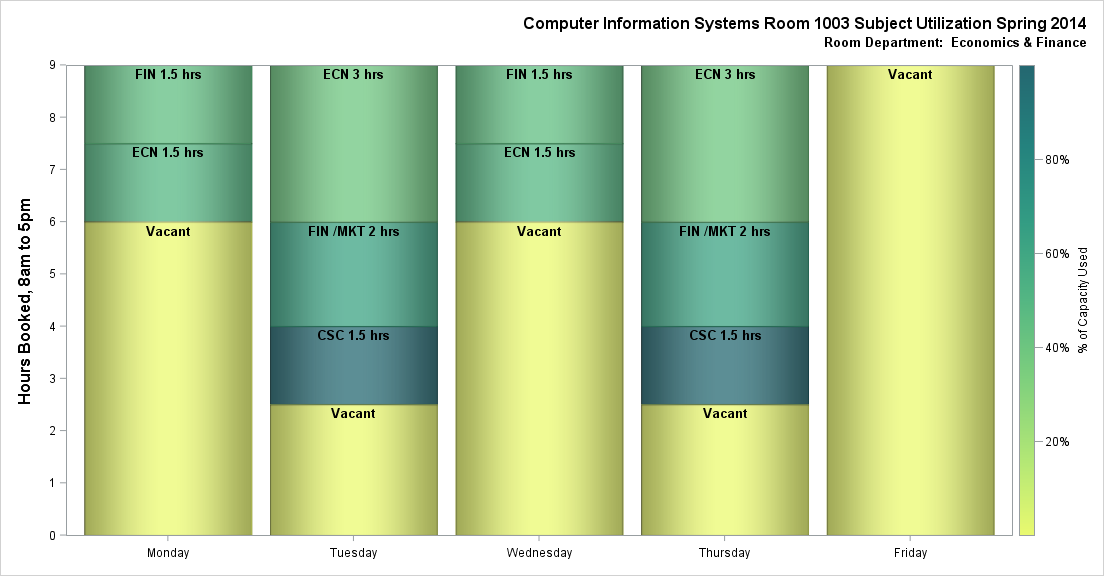 Computer Information Systems Room 1003 Subject Utilization Spring 2014
Room Department:  Economics & Finance
Hours Booked, 8am to 5pm
9
8
7
6
5
4
3
2
1
0
FIN 1.5 hrs
ECN 1.5 hrs
Vacant
ECN 3 hrs
FIN /MKT 2 hrs
CSC 1.5 hrs
Vacant
FIN 1.5 hrs
ECN 1.5 hrs
Vacant
ECN 3 hrs
FIN /MKT 2 hrs
CSC 1.5 hrs
Vacant
Vacant
Monday
Tuesday
Wednesday
Thursday
Friday
80%
60%
40%
20%
% of Capacity Used